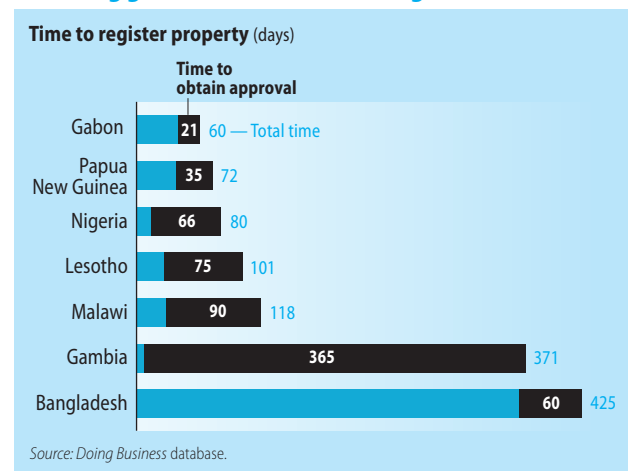 Time to register property (days)
Time to
obtain approval
Gabon 21 60 — Total time
Papua
New Guinea 35 72
Nigeria 66 80
Lesotho 75 101
Malawi 90 118
Gambia 365 371
Bangladesh 60 425
Source: Doing Business database.